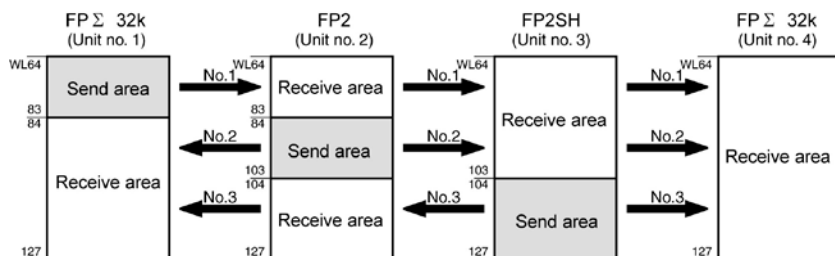 FP Σ 32k
(Unit no. 1)
FP2
(Unit no. 2)
FP2SH
(Unit no. 3)
FP Σ 32k
(Unit no. 4)
WL64
Send area
83
84
Receive area
127
No.1
No.2
No.3
WL64
Receive area
83
84
Send area
103
104
Receive area
127
No.1
No.2
No.3
WL64
Receive area
103
104
Send area
127
No.1
No.2
No.3
WL64
Receive area
127